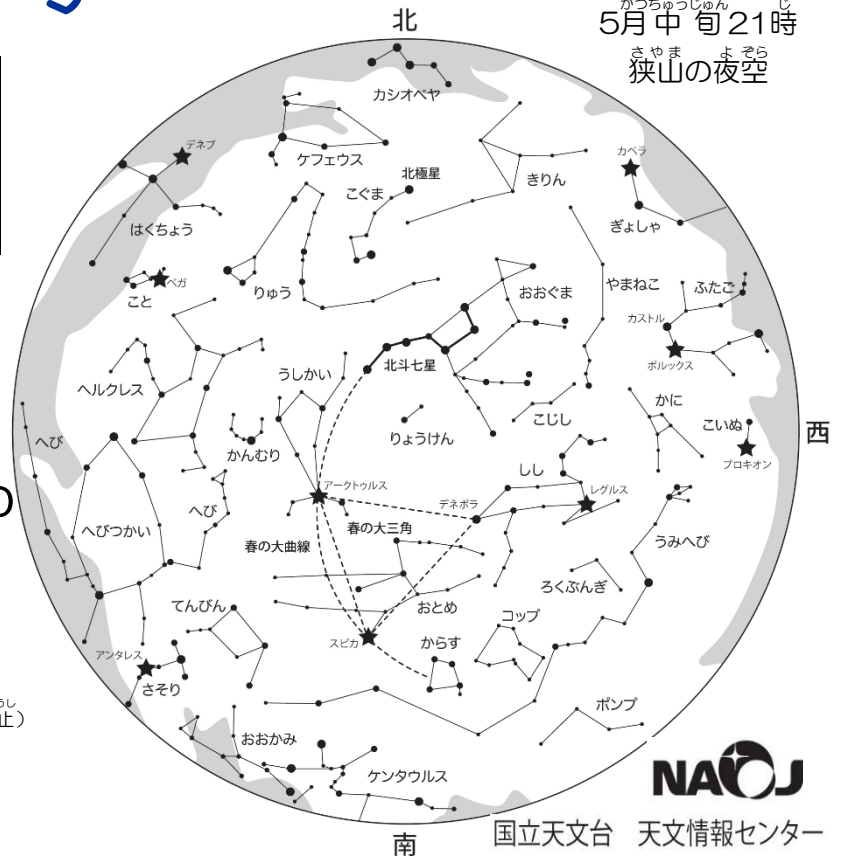 北
かつちゅうじゅん じ
5月中旬21時
さやま よぞら
狭山の夜空
カシオペヤ
デネブ
ケフェウス
北極星
こぐま
きりん
カペラ
ぎょしゃ
はくちょう
ベガ
こと
りゅう
おおぐま
やまねこ
ふたご
カストル
ポルックス
北斗七星
うしかい
ヘルクレス
こじし
かに
こいぬ
プロキオン
西
りょうけん
かんむり
へび
しし
アークトゥルス
デネボラ
レグルス
へび
へびつかい
春の大三角
春の大曲線
うみへび
ろくぶんぎ
おとめ
てんびん
コップ
スピカ
からす
アンタレス
さそり
ポンプ
おおかみ
ケンタウルス
南
うし
止）
り
NAOJ
国立天文台 天文情報センター